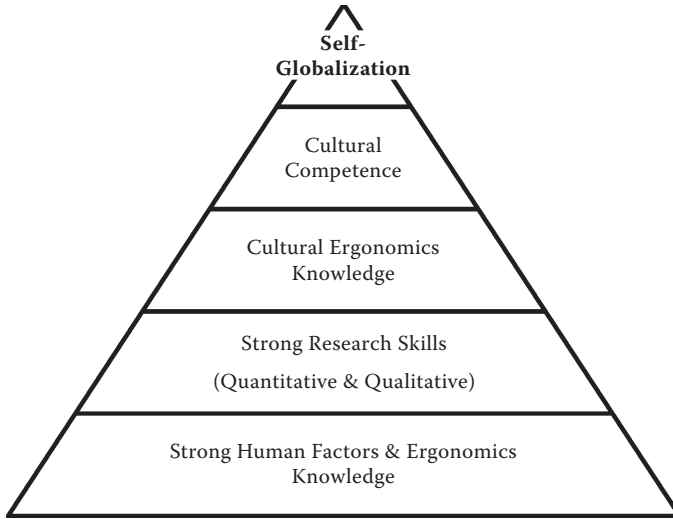 Self-
Globalization
Cultural
Competence
Cultural Ergonomics
Knowledge
Strong Research Skills
(Quantitative & Qualitative)
Strong Human Factors & Ergonomics
Knowledge